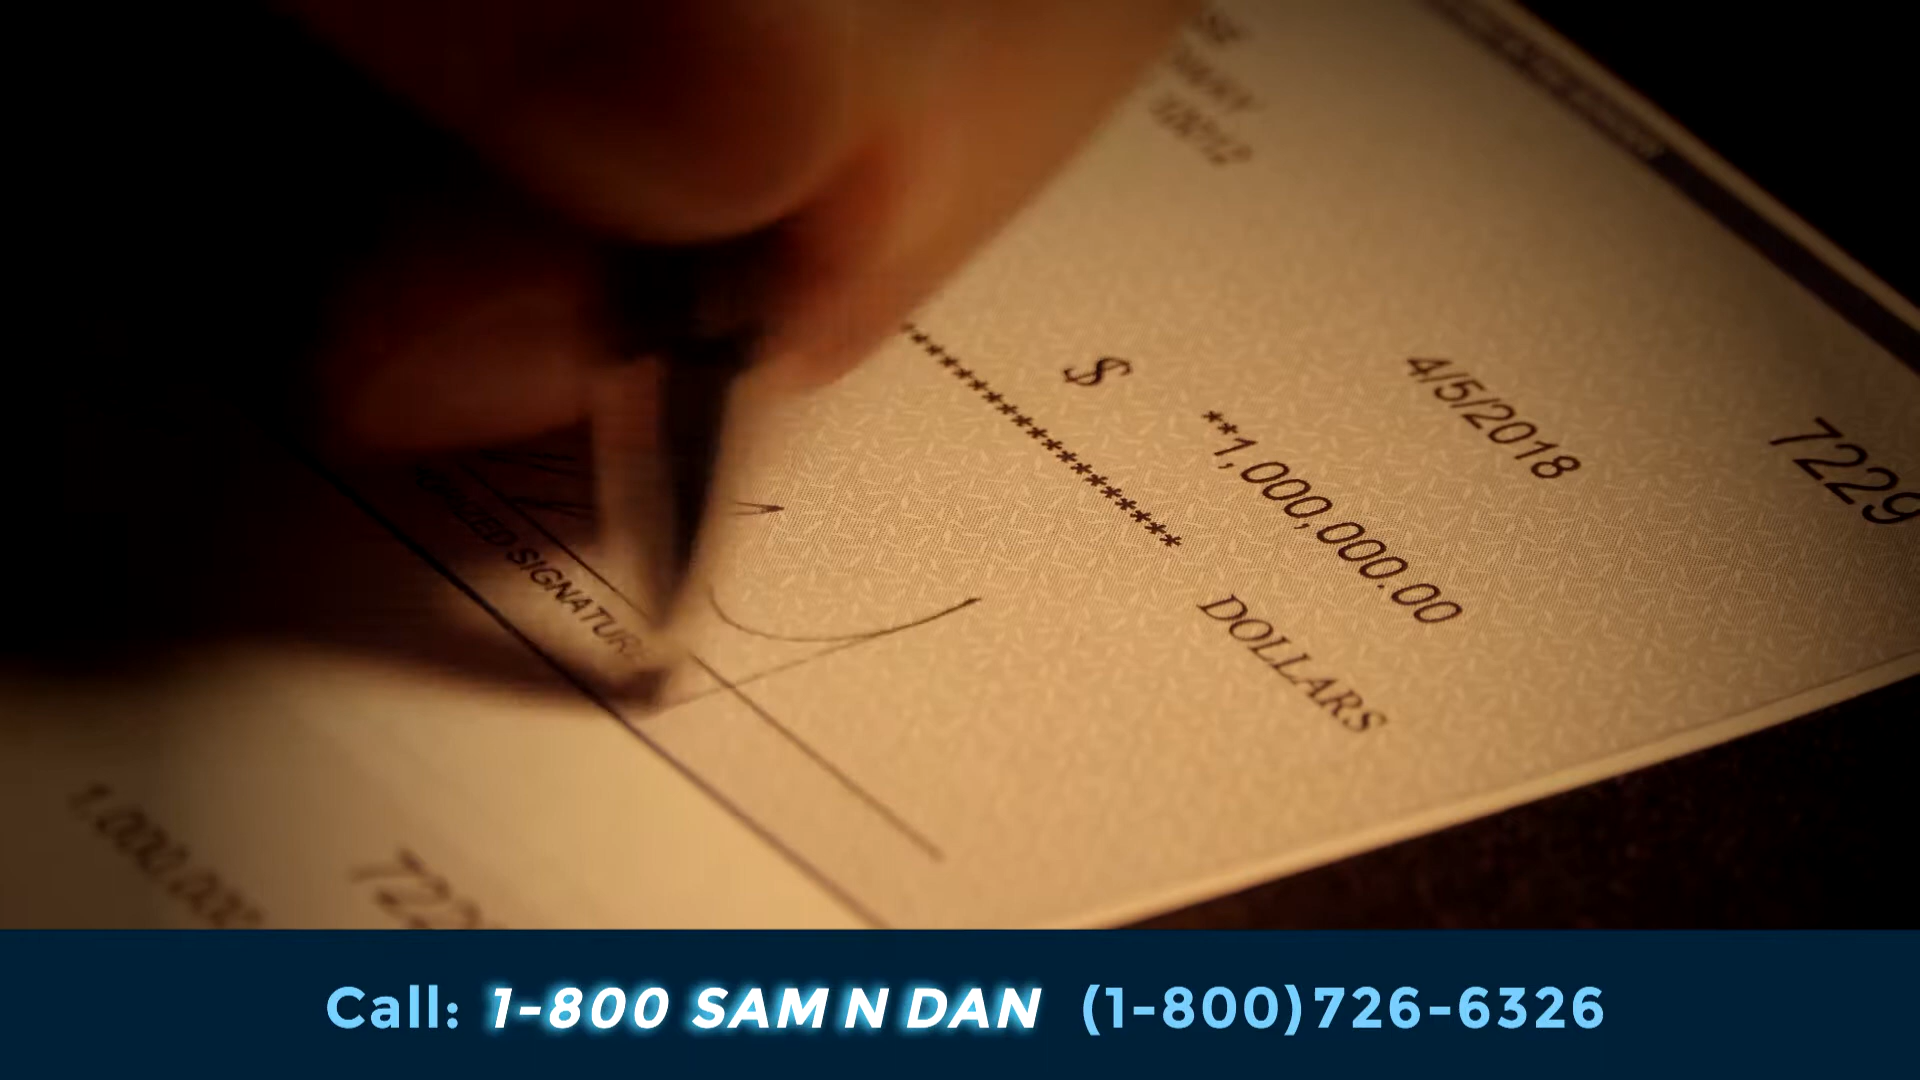 7229
4/5/2018
$ **1,000,000.00
*********************** DOLLARS
SIGNATURE
Call: 1-800 SAM N DAN (1-800)726-6326